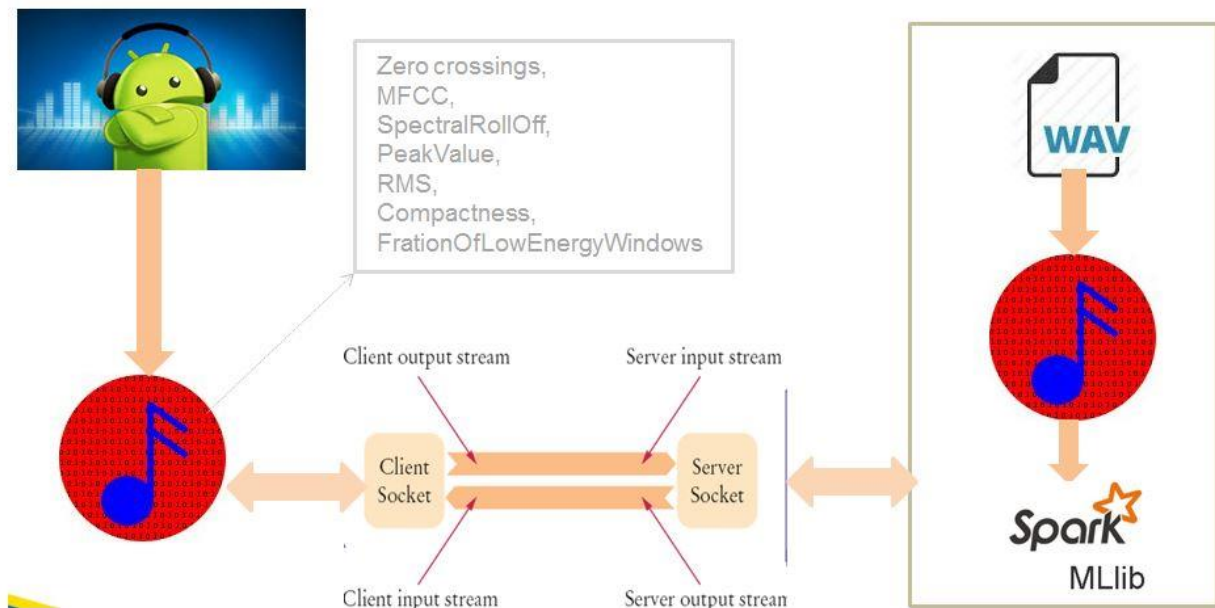 Zero crossings,
MFCC,
SpectralRollOff,
PeakValue,
RMS,
Compactness,
FrationOfLowEnergyWindows
WAV
Client output stream
Server input stream
Client
Socket
Server
Socket
Spark
MLlib
Client input stream
Server output stream